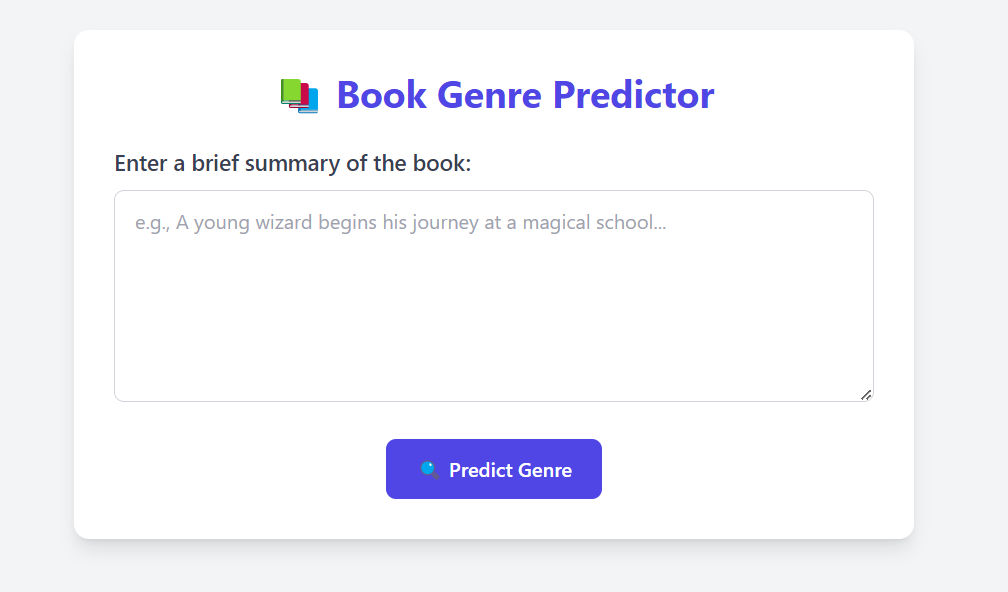 📚 Book Genre Predictor
Enter a brief summary of the book:
e.g., A young wizard begins his journey at a magical school...
🔍 Predict Genre